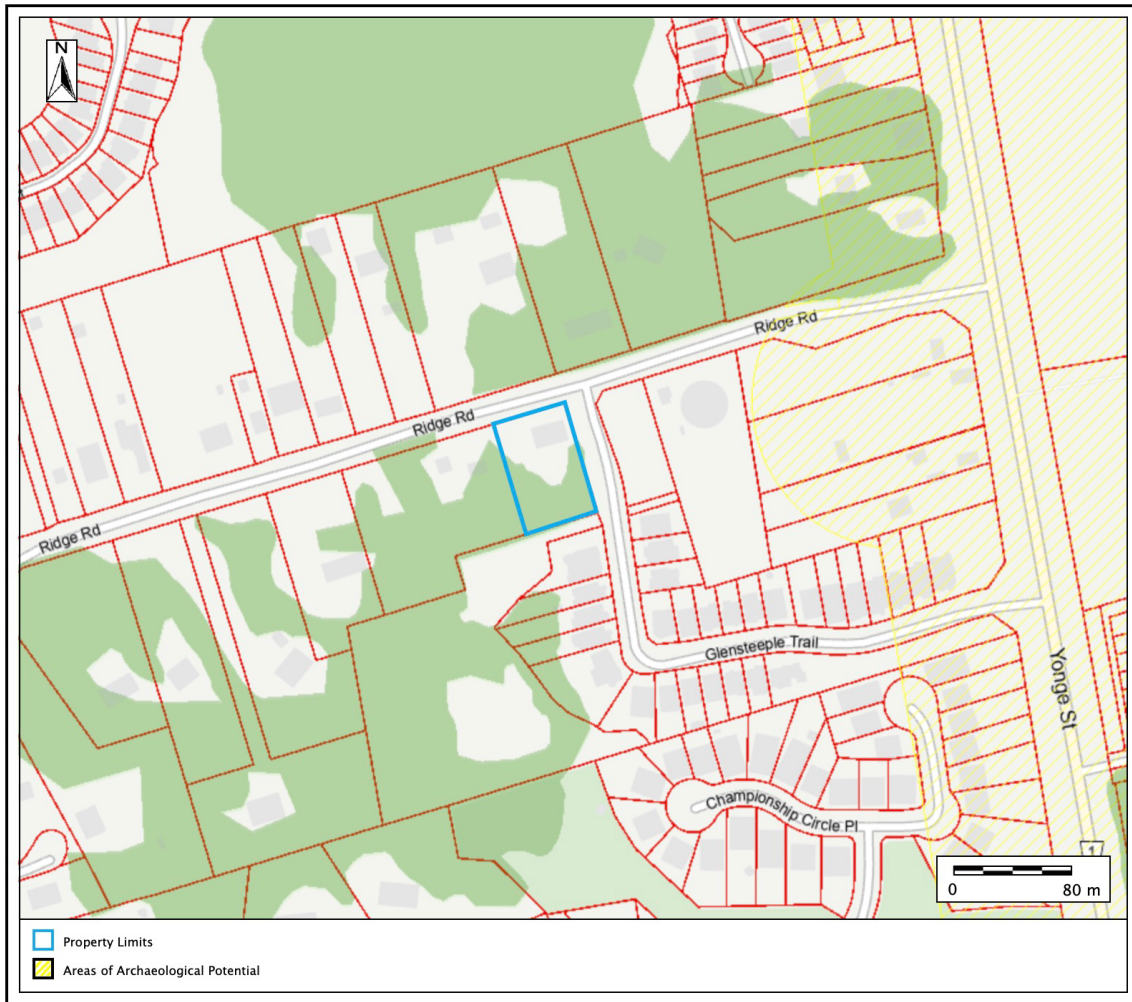 N
Ridge Rd
Ridge Rd
Ridge Rd
Glensteeple Trail
Yonge St
Championship Circle Pl
1
0 80 m
Property Limits
Areas of Archaeological Potential